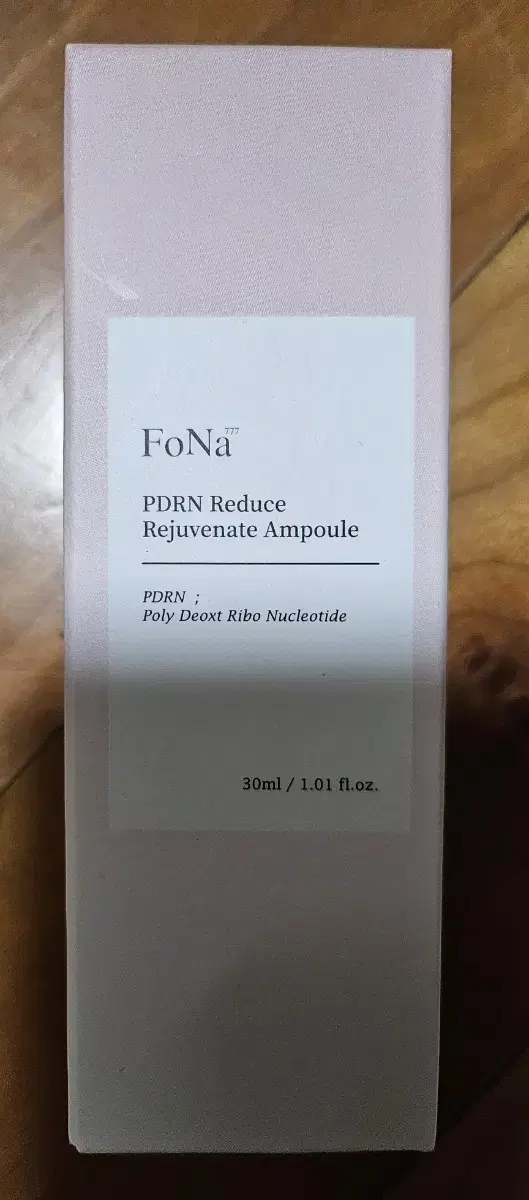 FoNa777
PDRN Reduce
Rejuvenate Ampoule
PDRN ;
Poly Deoxt Ribo Nucleotide
30ml / 1.01 fl.oz.